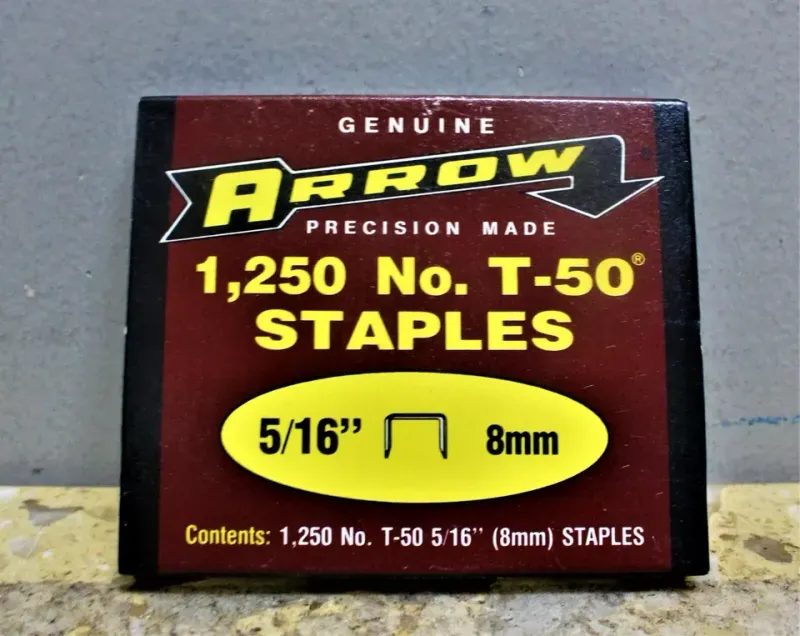 GENUINE
ARROW®
PRECISION MADE
1,250 No. T-50®
STAPLES
5/16” 8mm
Contents: 1,250 No. T-50 5/16” (8mm) STAPLES